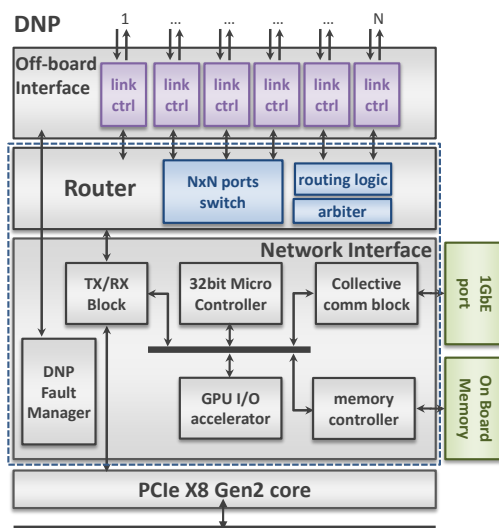 DNP
1 ... ... ... ... N
Off-board
Interface
link
ctrl
link
ctrl
link
ctrl
link
ctrl
link
ctrl
link
ctrl
Router
NxN ports
switch
routing logic
arbiter
Network Interface
TX/RX
Block
32bit Micro
Controller
Collective
comm block
1GbE
port
DNP
Fault
Manager
GPU I/O
accelerator
memory
controller
On Board
Memory
PCIe X8 Gen2 core